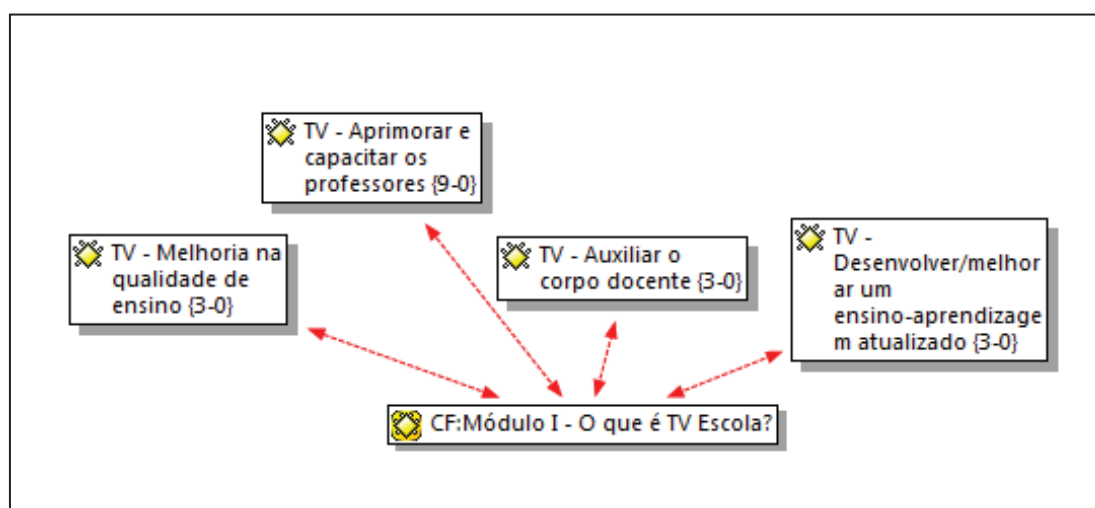 TV - Aprimorar e
capacitar os
professores {9-0}
TV - Melhoria na
qualidade de
ensino {3-0}
TV - Auxiliar o
corpo docente {3-0}
TV -
Desenvolver/melhor
ar um
ensino-aprendizage
m atualizado {3-0}
CF:Módulo I - O que é TV Escola?